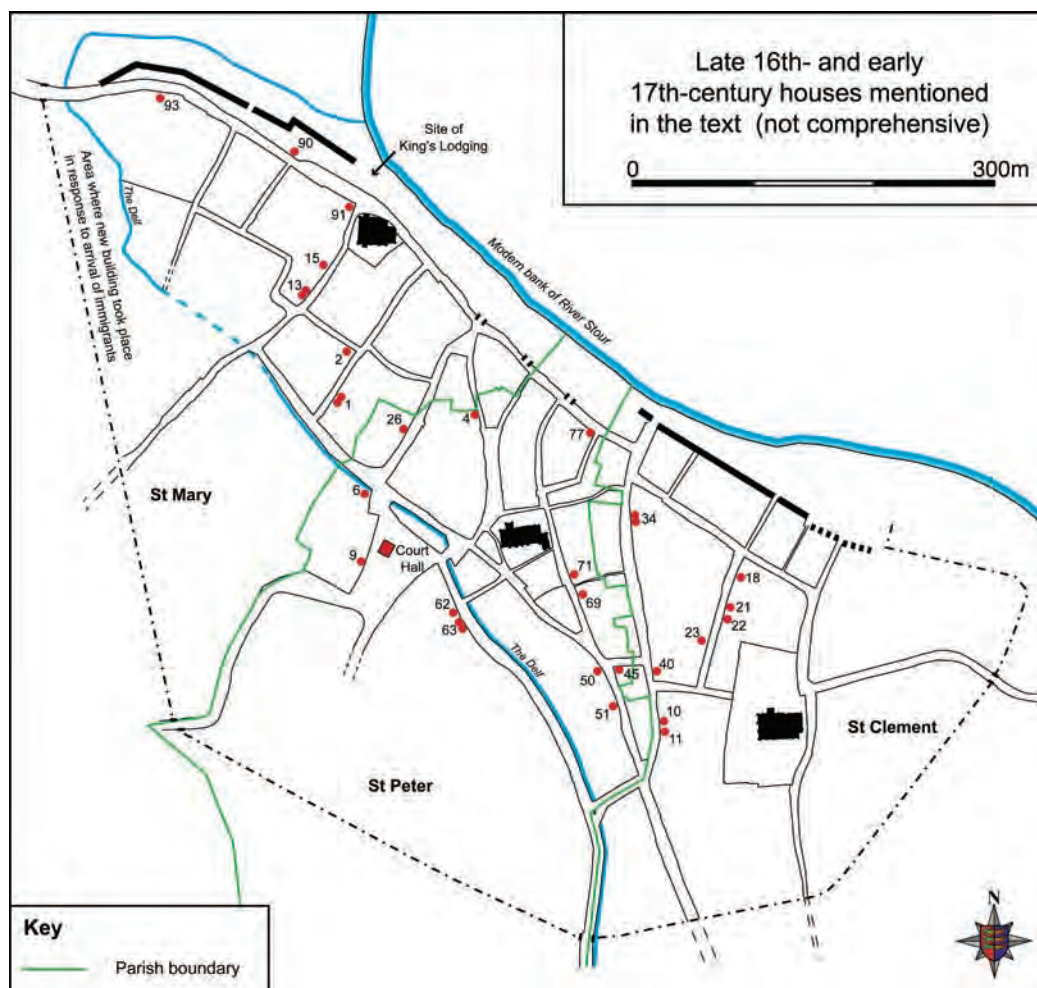 Late 16th- and early
17th-century houses mentioned
in the text (not comprehensive)
0 300m
93
90
Site of
King's Lodging
Area where new building took place
in response to arrival of immigrants
The Delf
91
15
13
Modern bank of River Stour
2
1
26
4
77
6
St Mary
34
9
Court
Hall
71
18
69
21
62
22
63
23
The Delf
50
45
40
51
10
11
St Clement
St Peter
N
Key
Parish boundary